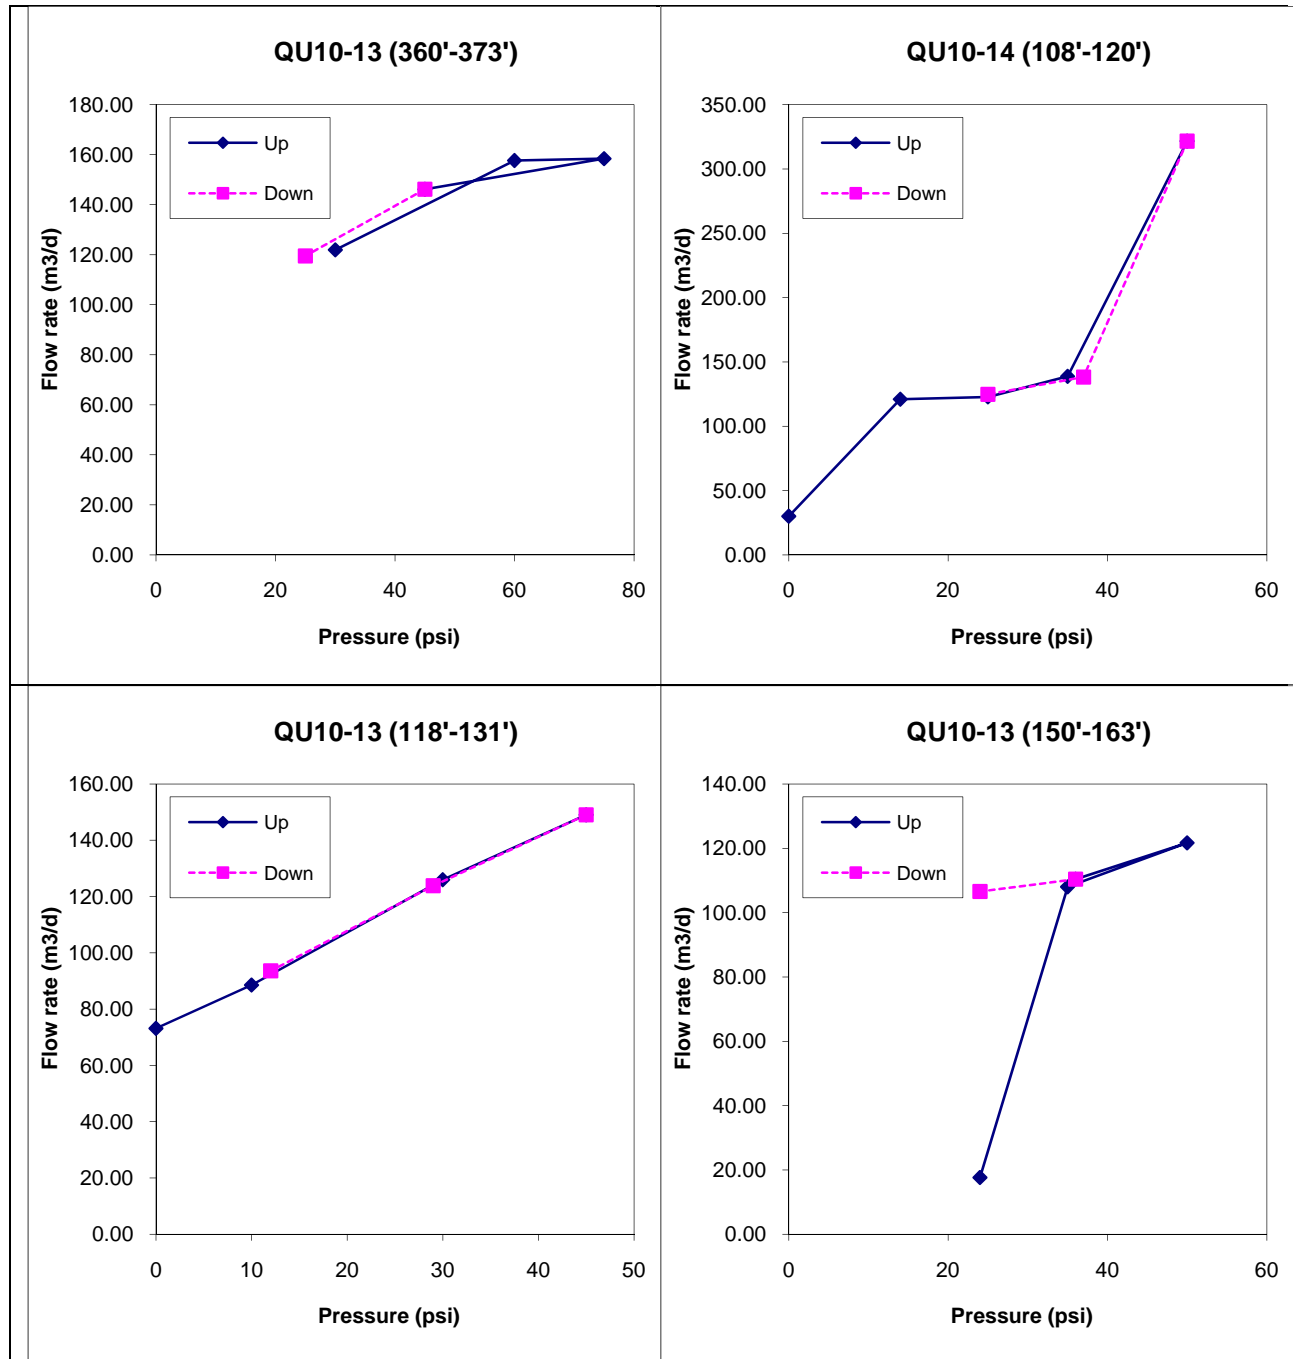 QU10-13 (360'-373')
180.00
160.00
140.00
120.00
100.00
80.00
60.00
40.00
20.00
0.00
Flow rate (m3/d)
Up
Down
0 20 40 60 80
Pressure (psi)
QU10-14 (108'-120')
350.00
300.00
250.00
200.00
150.00
100.00
50.00
0.00
Flow rate (m3/d)
Up
Down
0 20 40 60
Pressure (psi)
QU10-13 (118'-131')
160.00
140.00
120.00
100.00
80.00
60.00
40.00
20.00
0.00
Flow rate (m3/d)
Up
Down
0 10 20 30 40 50
Pressure (psi)
QU10-13 (150'-163')
140.00
120.00
100.00
80.00
60.00
40.00
20.00
0.00
Flow rate (m3/d)
Up
Down
0 20 40 60
Pressure (psi)